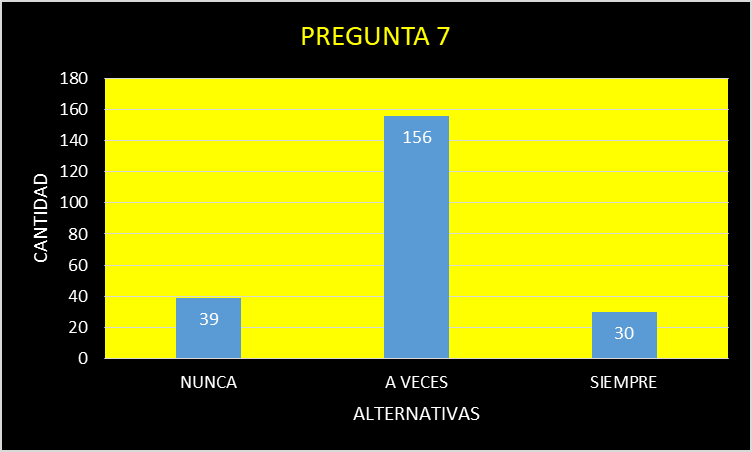 PREGUNTA 7
180
160
140
120
100
80
60
40
20
0
CANTIDAD
39
156
30
NUNCA
A VECES
SIEMPRE
ALTERNATIVAS